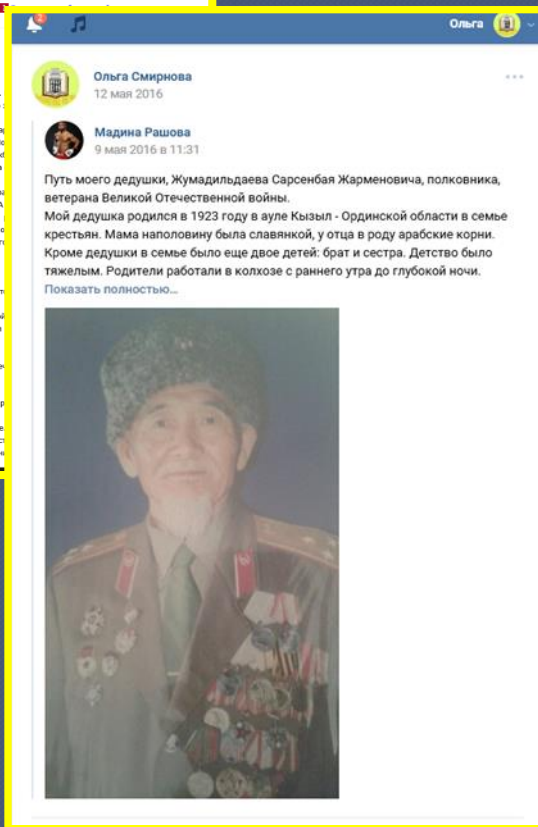 2
Ольга
Ольга Смирнова
12 мая 2016
Мадина Рашова
9 мая 2016 в 11:31
Путь моего дедушки, Жумадильдаева Сарсенбая Жарменовича, полковника,
ветерана Великой Отечественной войны.
Мой дедушка родился в 1923 году в ауле Кызыл - Ординской области в семье
крестьян. Мама наполовину была славянкой, у отца в роду арабские корни.
Кроме дедушки в семье было еще двое детей: брат и сестра. Детство было
тяжелым. Родители работали в колхозе с раннего утра до глубокой ночи.
Показать полностью...